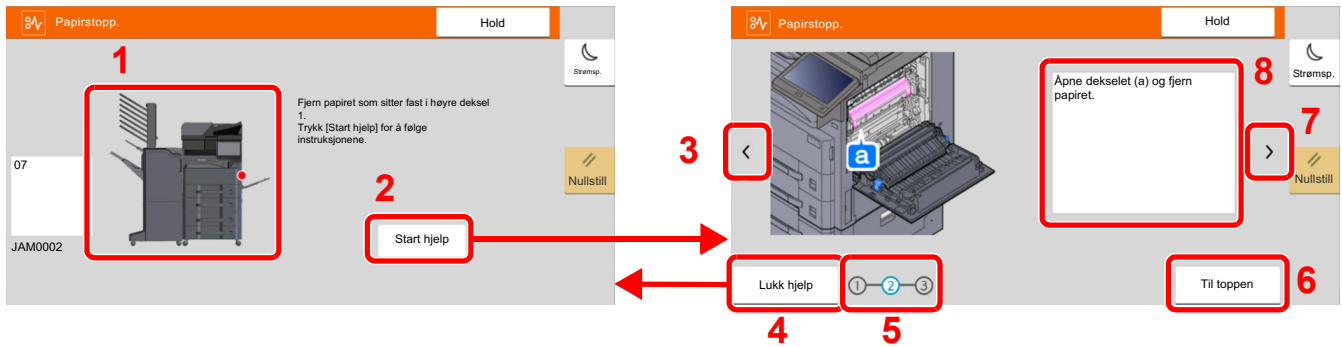 Papirstopp.
Hold
1
Strømsp.
Fjern papiret som sitter fast i høyre deksel
1.
Trykk [Start hjelp] for å følge
instruksjonene.
07
Nullstill
2
JAM0002
Start hjelp
Papirstopp.
Hold
8
Strømsp.
Åpne dekselet (a) og fjern
papiret.
7
3
<
a
>
Nullstill
Lukk hjelp
1 2 3
Til toppen
6
4
5